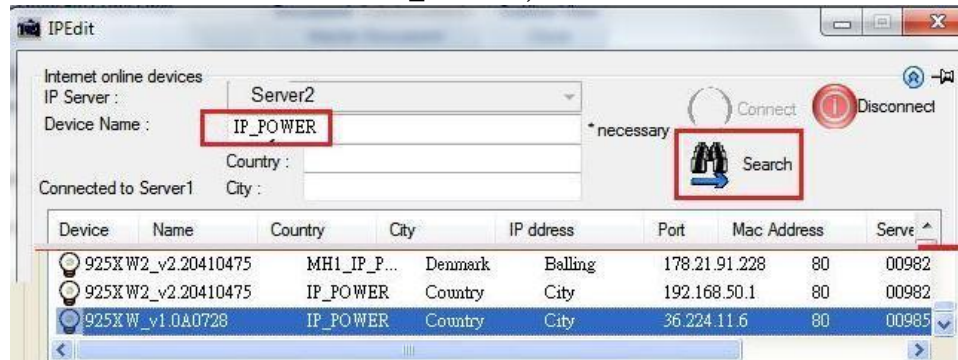 IPEdit
Internet online devices
IP Server : Server2
Connect Disconnect
Device Name : IP_POWER * necessary
Search
Country :
Connected to Server1 City :
Device Name Country City IP ddress Port Mac Address Serve
925XW2_v2.20410475 MH1_IP_P... Denmark Balling 178.21.91.228 80 00982
925XW2_v2.20410475 IP_POWER Country City 192.168.50.1 80 00982
925XW_v1.0A0728 IP_POWER Country City 36.224.11.6 80 00985